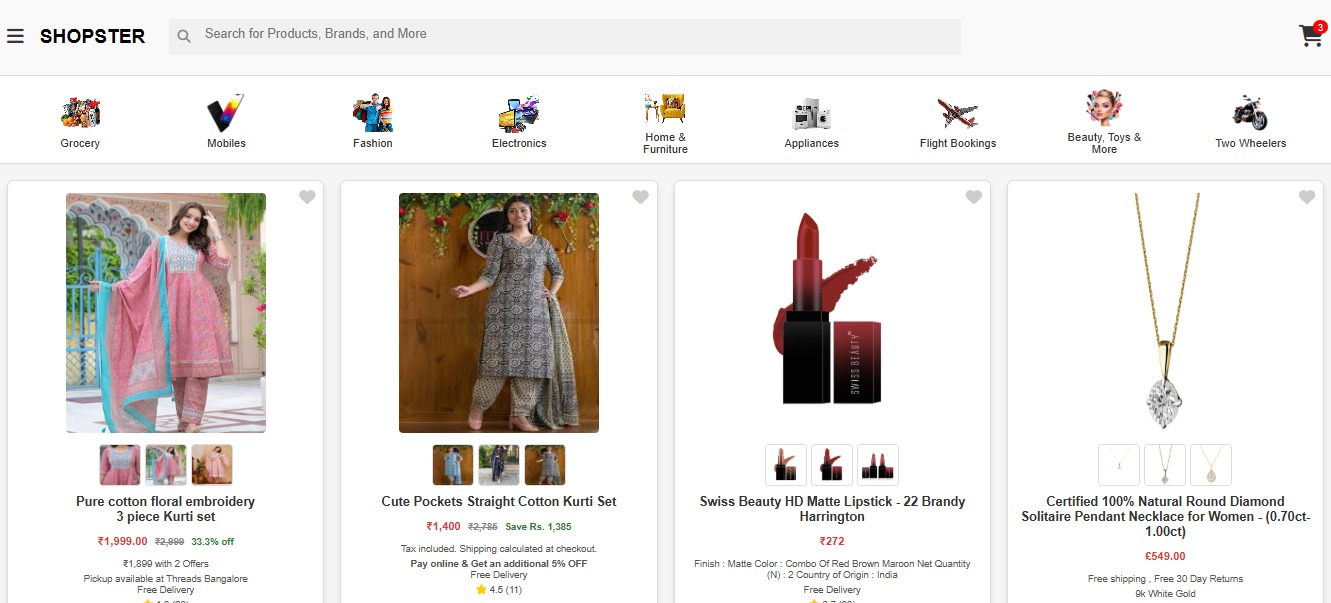 SHOPSTER
Search for Products, Brands, and More
3
Grocery
Mobiles
Fashion
Electronics
Home &
Furniture
Appliances
Flight Bookings
Beauty, Toys &
More
Two Wheelers
Pure cotton floral embroidery
3 piece Kurti set
₹1,999.00 ₹2,999 33.3% off
₹1,899 with 2 Offers
Pickup available at Threads Bangalore
Free Delivery
Cute Pockets Straight Cotton Kurti Set
₹1,400 ₹2,785 Save Rs. 1,385
Tax included. Shipping calculated at checkout.
Pay online & Get an additional 5% OFF
Free Delivery
4.5 (11)
SWISS BEAUTY
Swiss Beauty HD Matte Lipstick - 22 Brandy
Harrington
₹272
Finish : Matte Color : Combo Of Red Brown Maroon Net Quantity
(N) : 2 Country of Origin : India
Free Delivery
Certified 100% Natural Round Diamond
Solitaire Pendant Necklace for Women - (0.70ct-
1.00ct)
£549.00
Free shipping , Free 30 Day Returns
9k White Gold